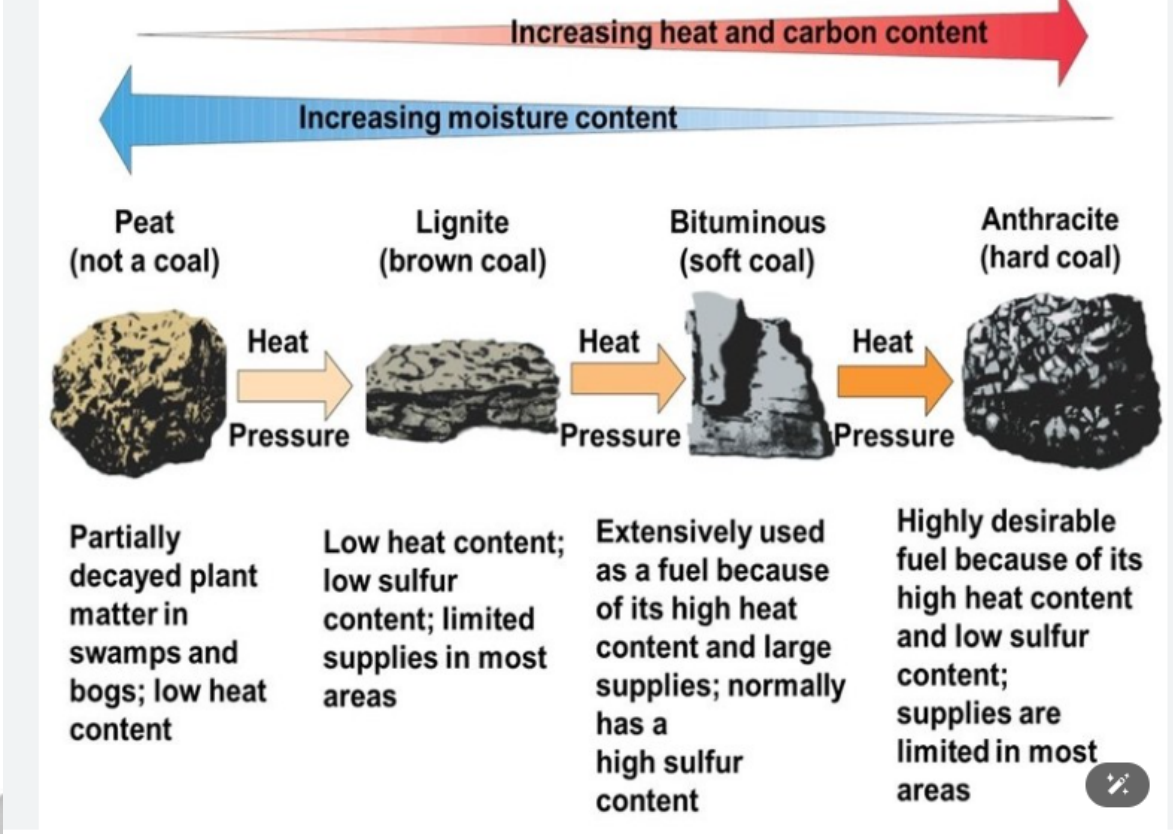 Increasing heat and carbon content
Increasing moisture content
Peat
(not a coal)
Lignite
(brown coal)
Bituminous
(soft coal)
Anthracite
(hard coal)
Heat
Pressure
Heat
Pressure
Heat
Pressure
Partially
decayed plant
matter in
swamps and
bogs; low heat
content
Low heat content;
low sulfur
content; limited
supplies in most
areas
Extensively used
as a fuel because
of its high heat
content and large
supplies; normally
has a
high sulfur
content
Highly desirable
fuel because of its
high heat content
and low sulfur
content;
supplies are
limited in most
areas